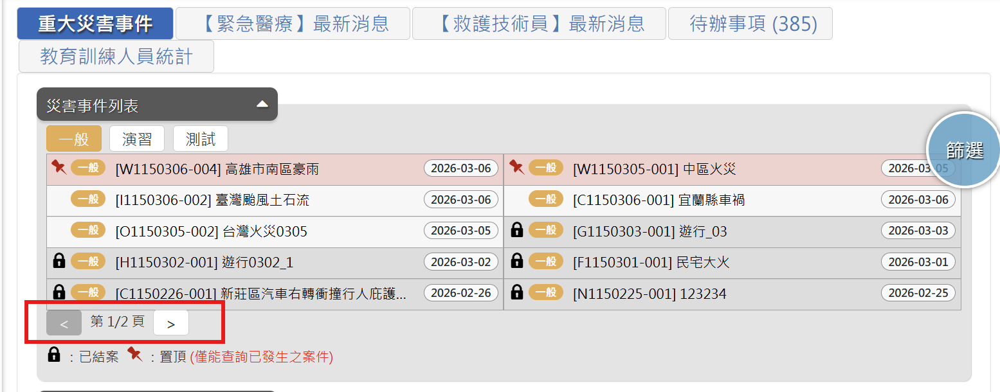 重大災害事件 【緊急醫療】最新消息 【救護技術員】最新消息 待辦事項 (385)
教育訓練人員統計
災害事件列表
篩選
一般 演習 測試
一般 [W1150306-004] 高雄市南區豪雨 2026-03-06 一般 [W1150305-001] 中區火災 2026-03-05
一般 [I1150306-002] 臺灣颱風土石流 2026-03-06 一般 [C1150306-001] 宜蘭縣車禍 2026-03-06
一般 [O1150305-002] 台灣火災0305 2026-03-05 一般 [G1150303-001] 遊行_03 2026-03-03
一般 [H1150302-001] 遊行0302_1 2026-03-02 一般 [F1150301-001] 民宅大火 2026-03-01
一般 [C1150226-001] 新莊區汽車右轉衝撞行人庇護... 2026-02-26 一般 [N1150225-001] 123234 2026-02-25
< 第 1/2 頁 >
：已結案 ：置頂 (僅能查詢已發生之案件)